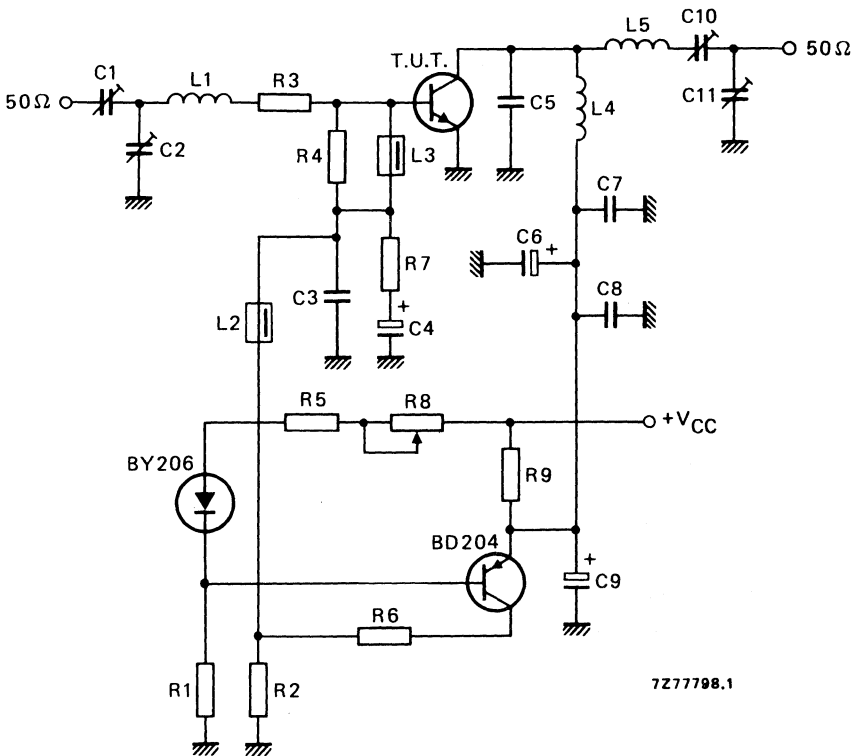 L5
C10
50Ω
T.U.T.
C1
L1
R3
50Ω
C5
L4
C11
C2
R4
L3
C7
C6
+
R7
C3
+
C4
C8
L2
R5
R8
+VCC
BY206
R9
BD204
+
C9
R6
R1
R2
7Z77798.1